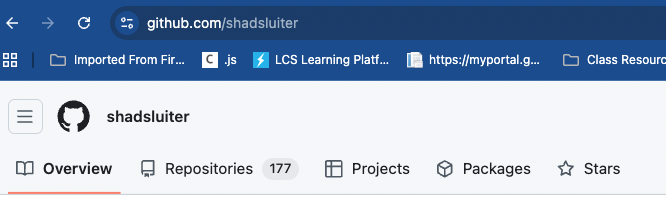 github.com/shadsluiter
Imported From Fir... C .js LCS Learning Platf... https://myportal.g... Class Resourc
shadsluiter
Overview Repositories 177 Projects Packages Stars